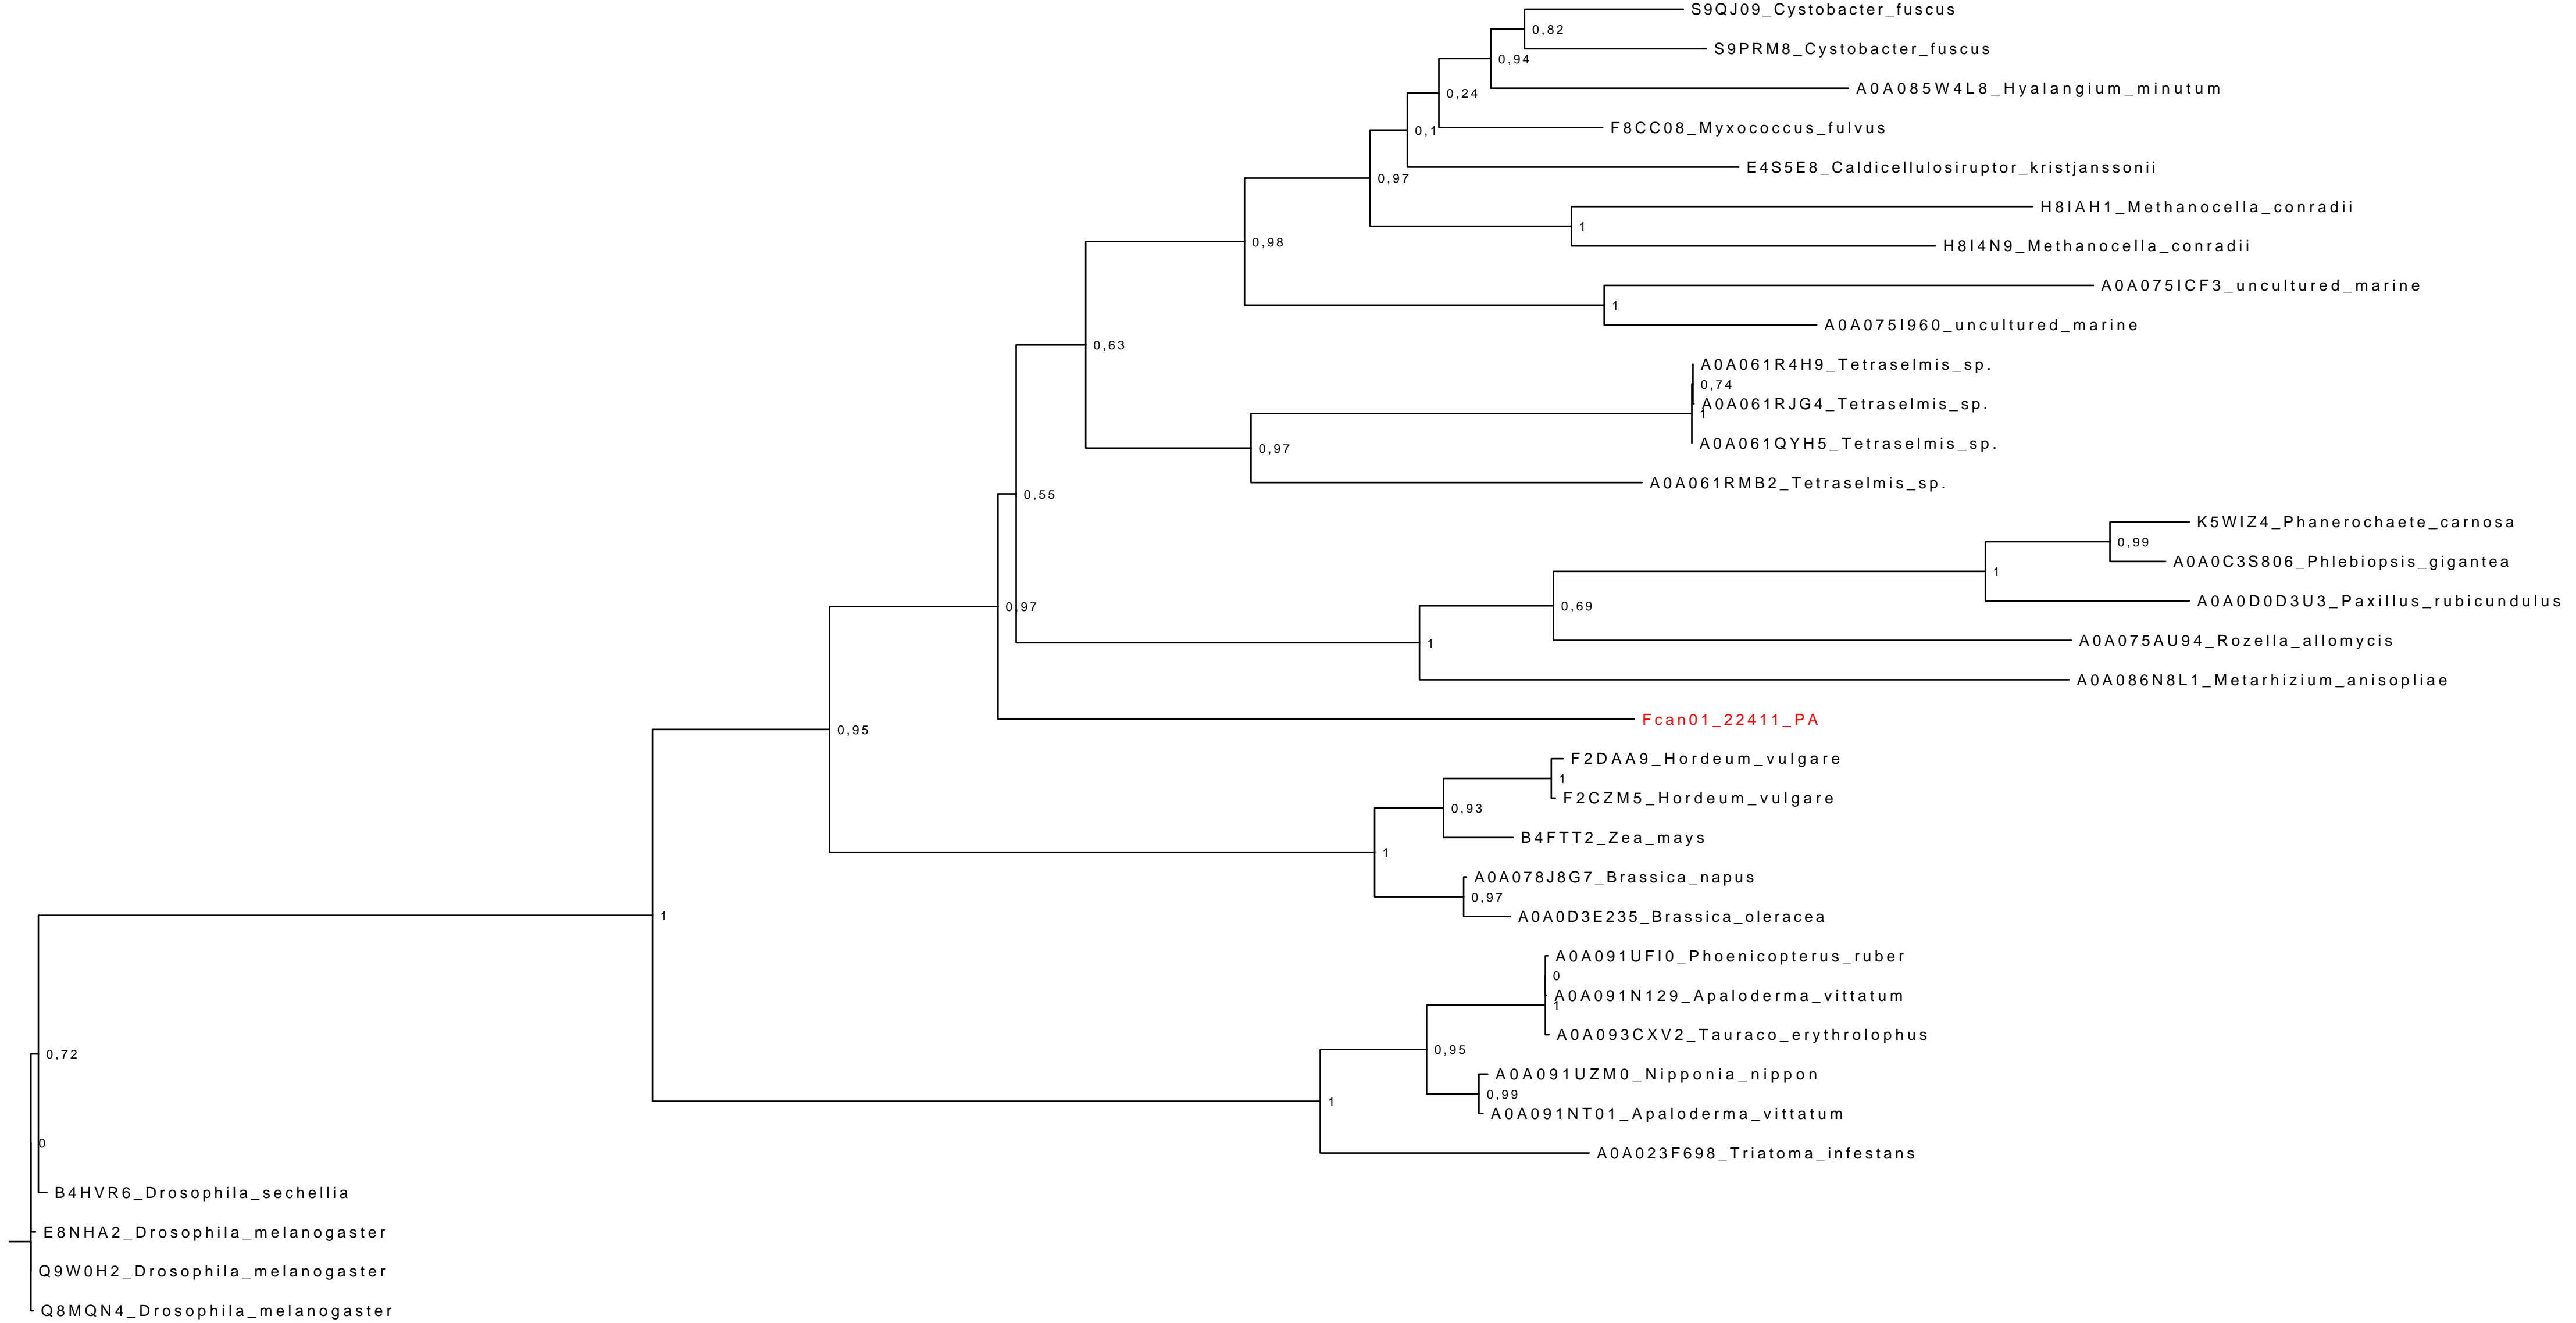 S9QJ09_Cystobacter_fuscus
0,82
S9PRM8_Cystobacter_fuscus
0,94
A0A085W4L8_Hyalangium_minutum
0,24
F8CC08_Myxococcus_fulvus
0,1
E4S5E8_Caldicellulosiruptor_kristjanssonii
0,97
H8IAH1_Methanocella_conradii
1
0,98
H8I4N9_Methanocella_conradii
A0A075ICF3_uncultured_marine
1
A0A075I960_uncultured_marine
0,63
A0A061R4H9_Tetraselmis_sp.
0,74
A0A061RJG4_Tetraselmis_sp.
1
A0A061QYH5_Tetraselmis_sp.
0,97
A0A061RMB2_Tetraselmis_sp.
0,55
K5WIZ4_Phanerochaete_carnosa
0,99
A0A0C3S806_Phlebiopsis_gigantea
1
A0A0D0D3U3_Paxillus_rubicundulus
0,97
0,69
A0A075AU94_Rozella_allomycis
1
A0A086N8L1_Metarhizium_anisopliae
Fcan01_22411_PA
0,95
F2DAA9_Hordeum_vulgare
1
F2CZM5_Hordeum_vulgare
0,93
B4FTT2_Zea_mays
1
A0A078J8G7_Brassica_napus
0,97
A0A0D3E235_Brassica_oleracea
1
A0A091UFI0_Phoenicopterus_ruber
0
A0A091N129_Apaloderma_vittatum
1
A0A093CXV2_Tauraco_erythrolophus
0,95
0,72
A0A091UZM0_Nipponia_nippon
0,99
1
A0A091NT01_Apaloderma_vittatum
0
A0A023F698_Triatoma_infestans
B4HVR6_Drosophila_sechellia
E8NHA2_Drosophila_melanogaster
Q9W0H2_Drosophila_melanogaster
Q8MQN4_Drosophila_melanogaster